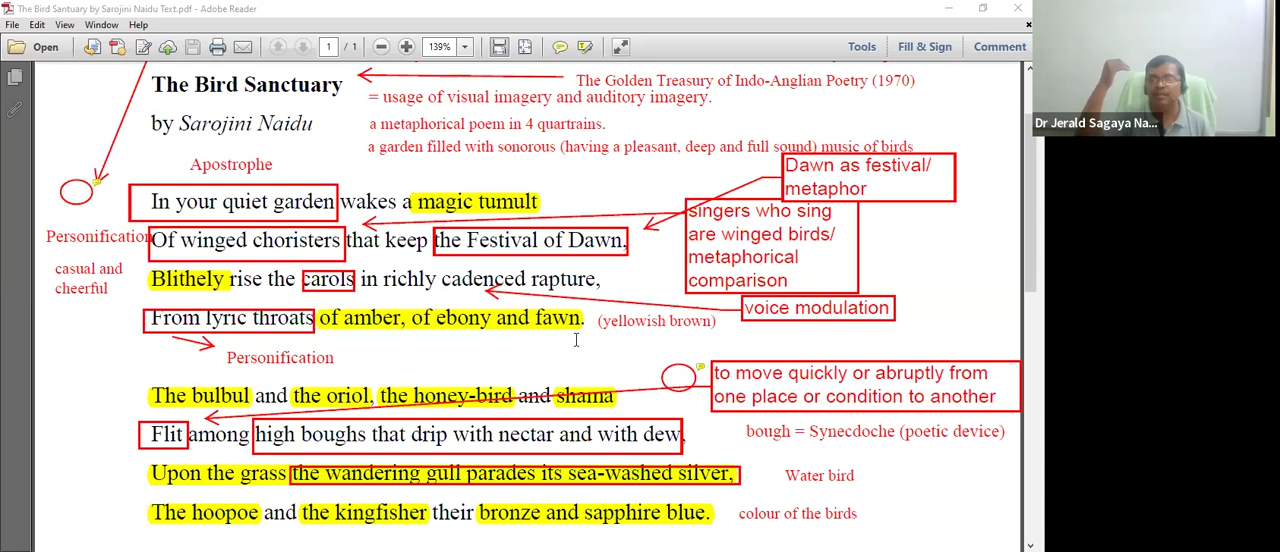 The Bird Santuary by Sarojini Naidu Text.pdf - Adobe Reader
File Edit View Window Help
Open 1 / 1 139% Tools Fill & Sign Comment
The Bird Sanctuary
The Golden Treasury of Indo-Anglian Poetry (1970)
= usage of visual imagery and auditory imagery.
by Sarojini Naidu
a metaphorical poem in 4 quartrains.
a garden filled with sonorous (having a pleasant, deep and full sound) music of birds
Dr Jerald Sagaya Na...
Apostrophe
Dawn as festival/
metaphor
In your quiet garden wakes a magic tumult
singers who sing
are winged birds/
metaphorical
comparison
Personification
Of winged choristers that keep the Festival of Dawn,
casual and
cheerful
Blithely rise the carols in richly cadenced rapture,
voice modulation
From lyric throats of amber, of ebony and fawn. (yellowish brown)
Personification
to move quickly or abruptly from
one place or condition to another
The bulbul and the oriol, the honey-bird and shama
Flit among high boughs that drip with nectar and with dew,
bough = Synecdoche (poetic device)
Upon the grass the wandering gull parades its sea-washed silver,
Water bird
The hoopoe and the kingfisher their bronze and sapphire blue.
colour of the birds